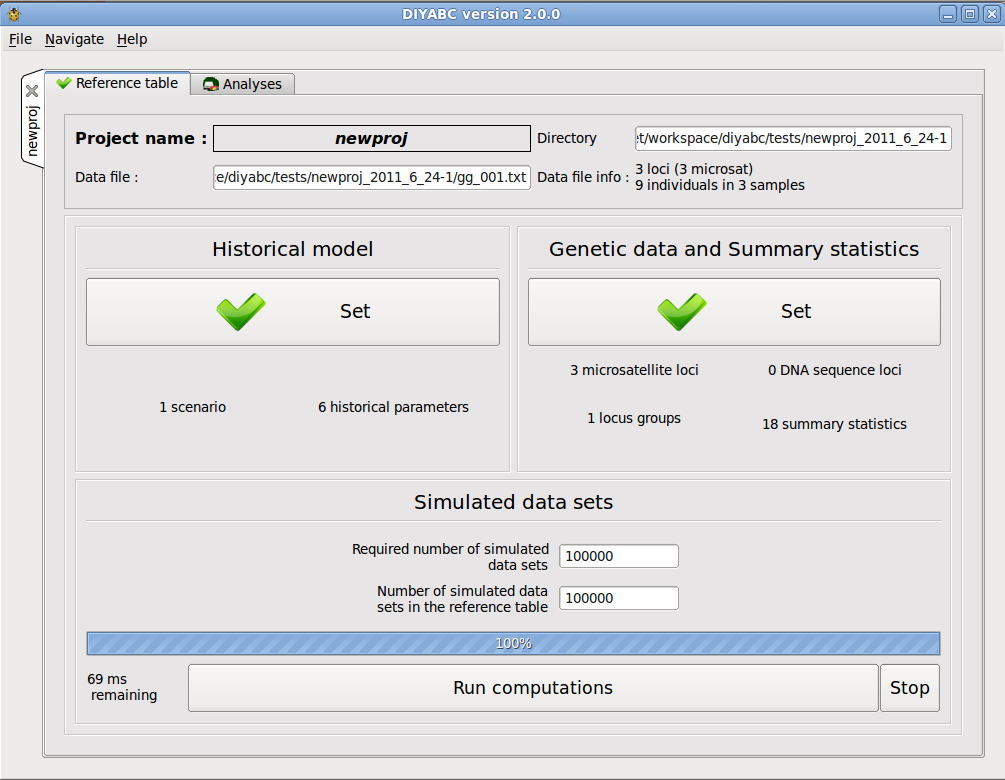 DIYABC version 2.0.0
File Navigate Help
newproj
Reference table Analyses
Project name : newproj Directory t/workspace/diyabc/tests/newproj_2011_6_24-1
Data file : e/diyabc/tests/newproj_2011_6_24-1/gg_001.txt Data file info : 3 loci (3 microsat)
9 individuals in 3 samples
Historical model
Set
1 scenario 6 historical parameters
Genetic data and Summary statistics
Set
3 microsatellite loci 0 DNA sequence loci
1 locus groups 18 summary statistics
Simulated data sets
Required number of simulated
data sets 100000
Number of simulated data
sets in the reference table 100000
100%
69 ms
remaining
Run computations Stop